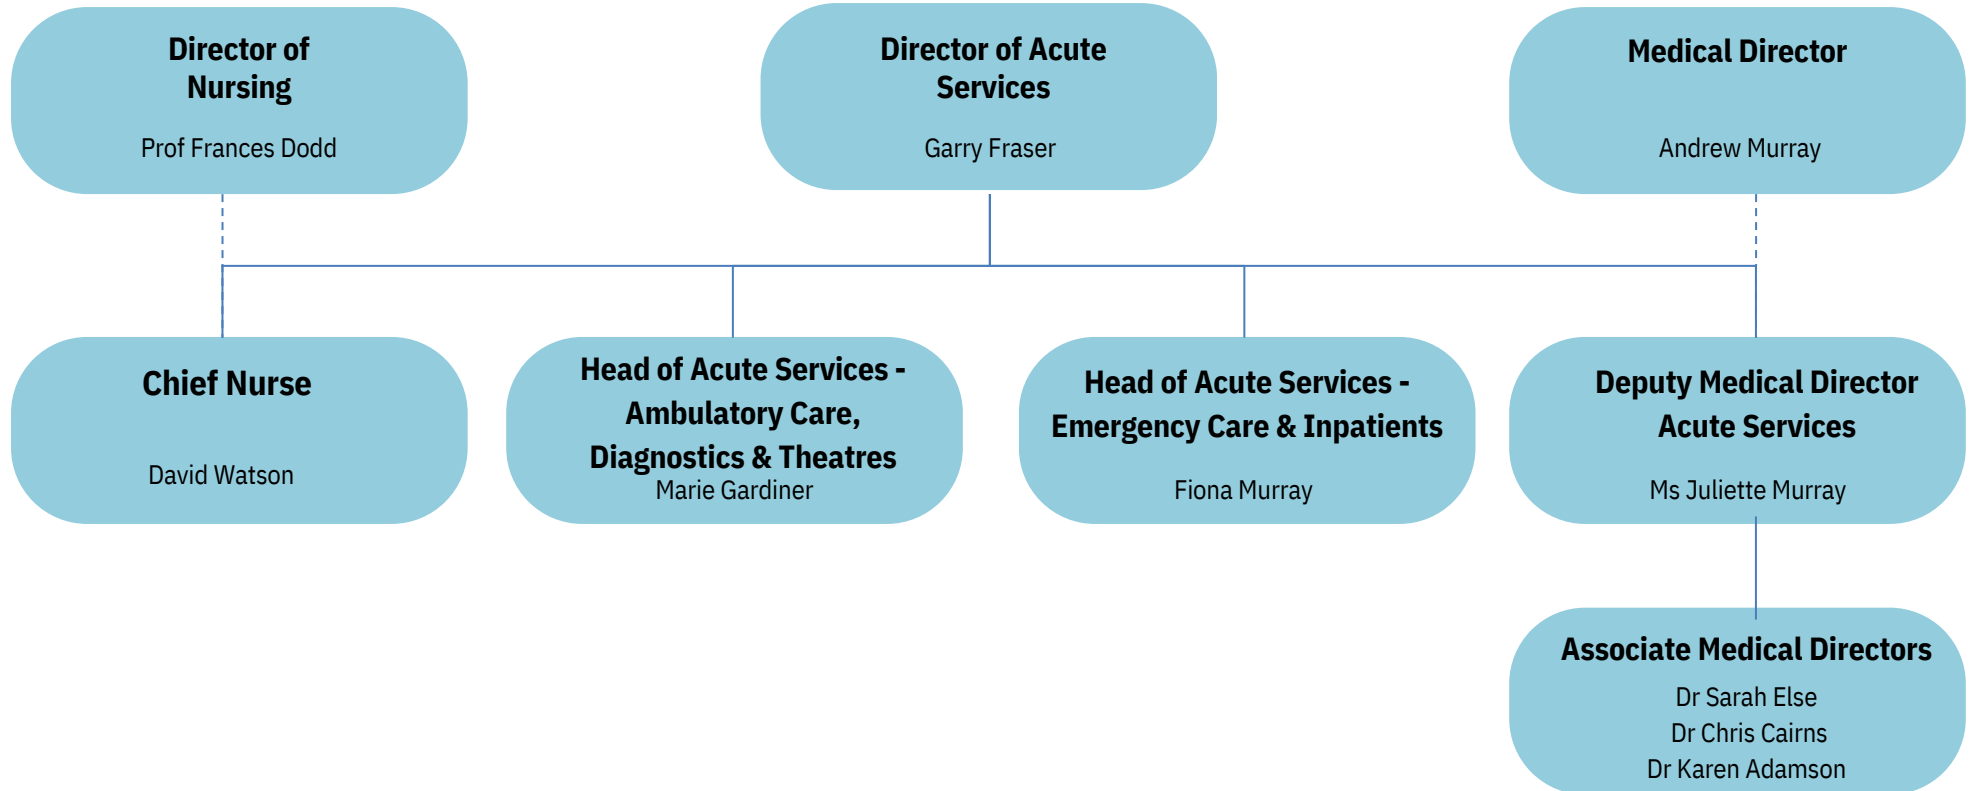 Director of
Nursing
Prof Frances Dodd
Director of Acute
Services
Garry Fraser
Medical Director
Andrew Murray
Chief Nurse
David Watson
Head of Acute Services -
Ambulatory Care,
Diagnostics & Theatres
Marie Gardiner
Head of Acute Services -
Emergency Care & Inpatients
Fiona Murray
Deputy Medical Director
Acute Services
Ms Juliette Murray
Associate Medical Directors
Dr Sarah Else
Dr Chris Cairns
Dr Karen Adamson